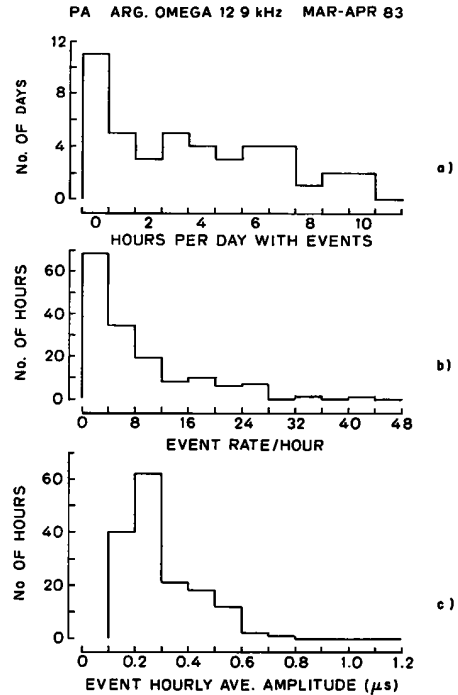 PA ARG. OMEGA 12 9 kHz MAR-APR 83
12
8
4
0
No. OF DAYS
a)
0 2 4 6 8 10
HOURS PER DAY WITH EVENTS
60
40
20
0
No. OF HOURS
b)
0 8 16 24 32 40 48
EVENT RATE/HOUR
60
40
20
0
No OF HOURS
c)
0 0.2 0.4 0.6 0.8 1.0 1.2
EVENT HOURLY AVE. AMPLITUDE (μs)